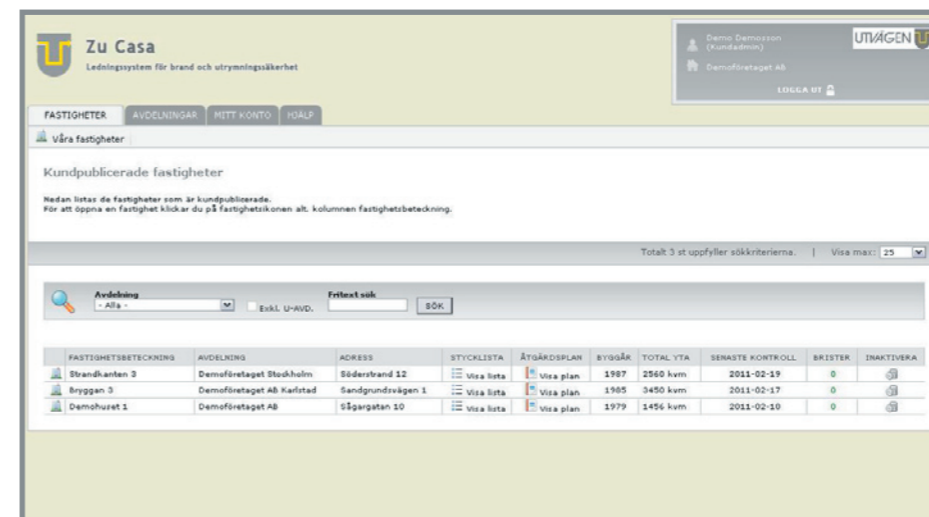 Zu Casa
Ledningssystem för brand och utrymningssäkerhet
Demo Demosson
(Kundadmin)
Demoföretaget AB
LOGGA UT
UTVÄGEN
FASTIGHETER AVDELNINGAR MITT KONTO HJÄLP
Våra fastigheter
Kundpublicerade fastigheter
Nedan listas de fastigheter som är kundpublicerade.
För att öppna en fastighet klickar du på fastighetsikonen alt. kolumnen fastighetsbeteckning.
Totalt 3 st uppfyller sökkriterierna. | Visa max: 25
Avdelning Fritext sök
- Alla - Exkl. U-AVD. SÖK
FASTIGHETSBETECKNING AVDELNING ADRESS STYCKLISTA ÅTGÄRDSPLAN BYGGÅR TOTAL YTA SENASTE KONTROLL BRISTER INAKTIVERA
Strandkanten 3 Demoföretaget Stockholm Söderstrand 12 Visa lista Visa plan 1987 2560 kvm 2011-02-19 0
Bryggan 3 Demoföretaget AB Karlstad Sandgrundsvägen 1 Visa lista Visa plan 1985 3450 kvm 2011-02-17 0
Demohuset 1 Demoföretaget AB Sågargatan 10 Visa lista Visa plan 1979 1456 kvm 2011-02-10 0